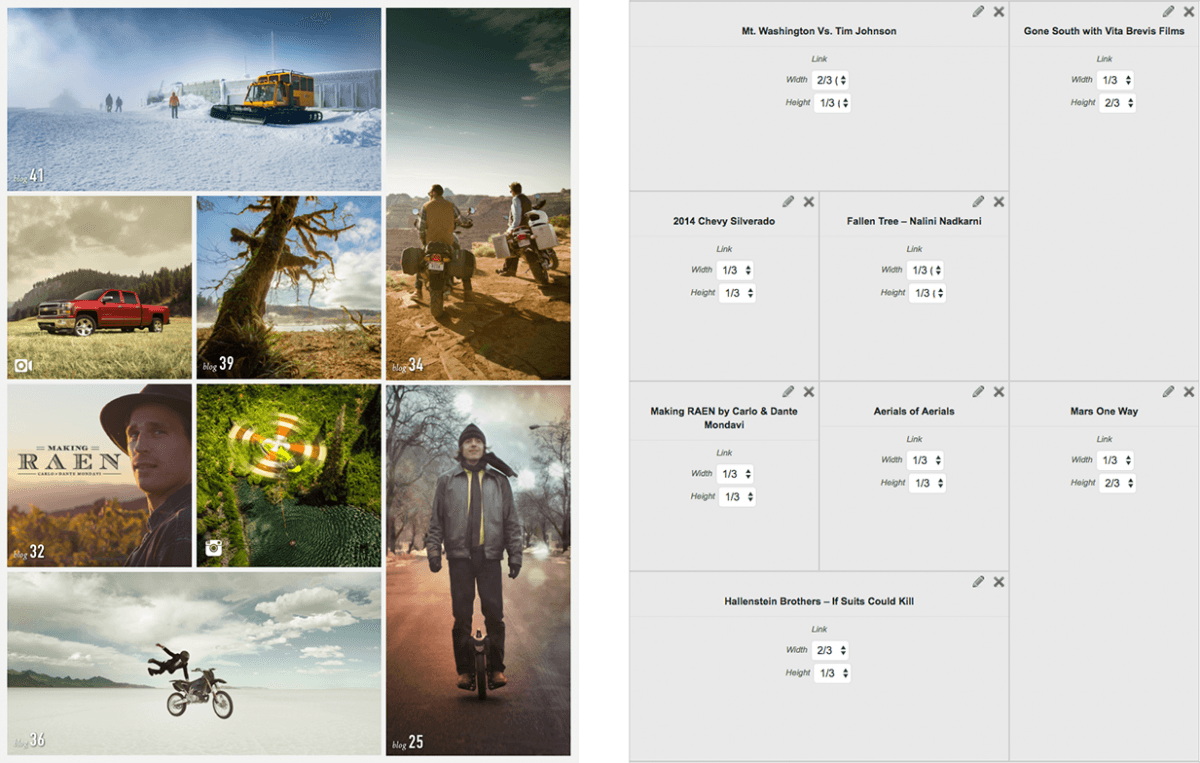 blog 41
blog 39
blog 34
MAKING
RAEN
CARLO & DANTE MONDAVI
blog 32
blog 36
blog 25
Mt. Washington Vs. Tim Johnson
Link
Width 2/3 (
Height 1/3 (
Gone South with Vita Brevis Films
Link
Width 1/3
Height 2/3
2014 Chevy Silverado
Link
Width 1/3
Height 1/3
Fallen Tree – Nalini Nadkarni
Link
Width 1/3 (
Height 1/3 (
Making RAEN by Carlo & Dante
Mondavi
Link
Width 1/3
Height 1/3
Aerials of Aerials
Link
Width 1/3
Height 1/3
Mars One Way
Link
Width 1/3
Height 2/3
Hallenstein Brothers – If Suits Could Kill
Link
Width 2/3
Height 1/3